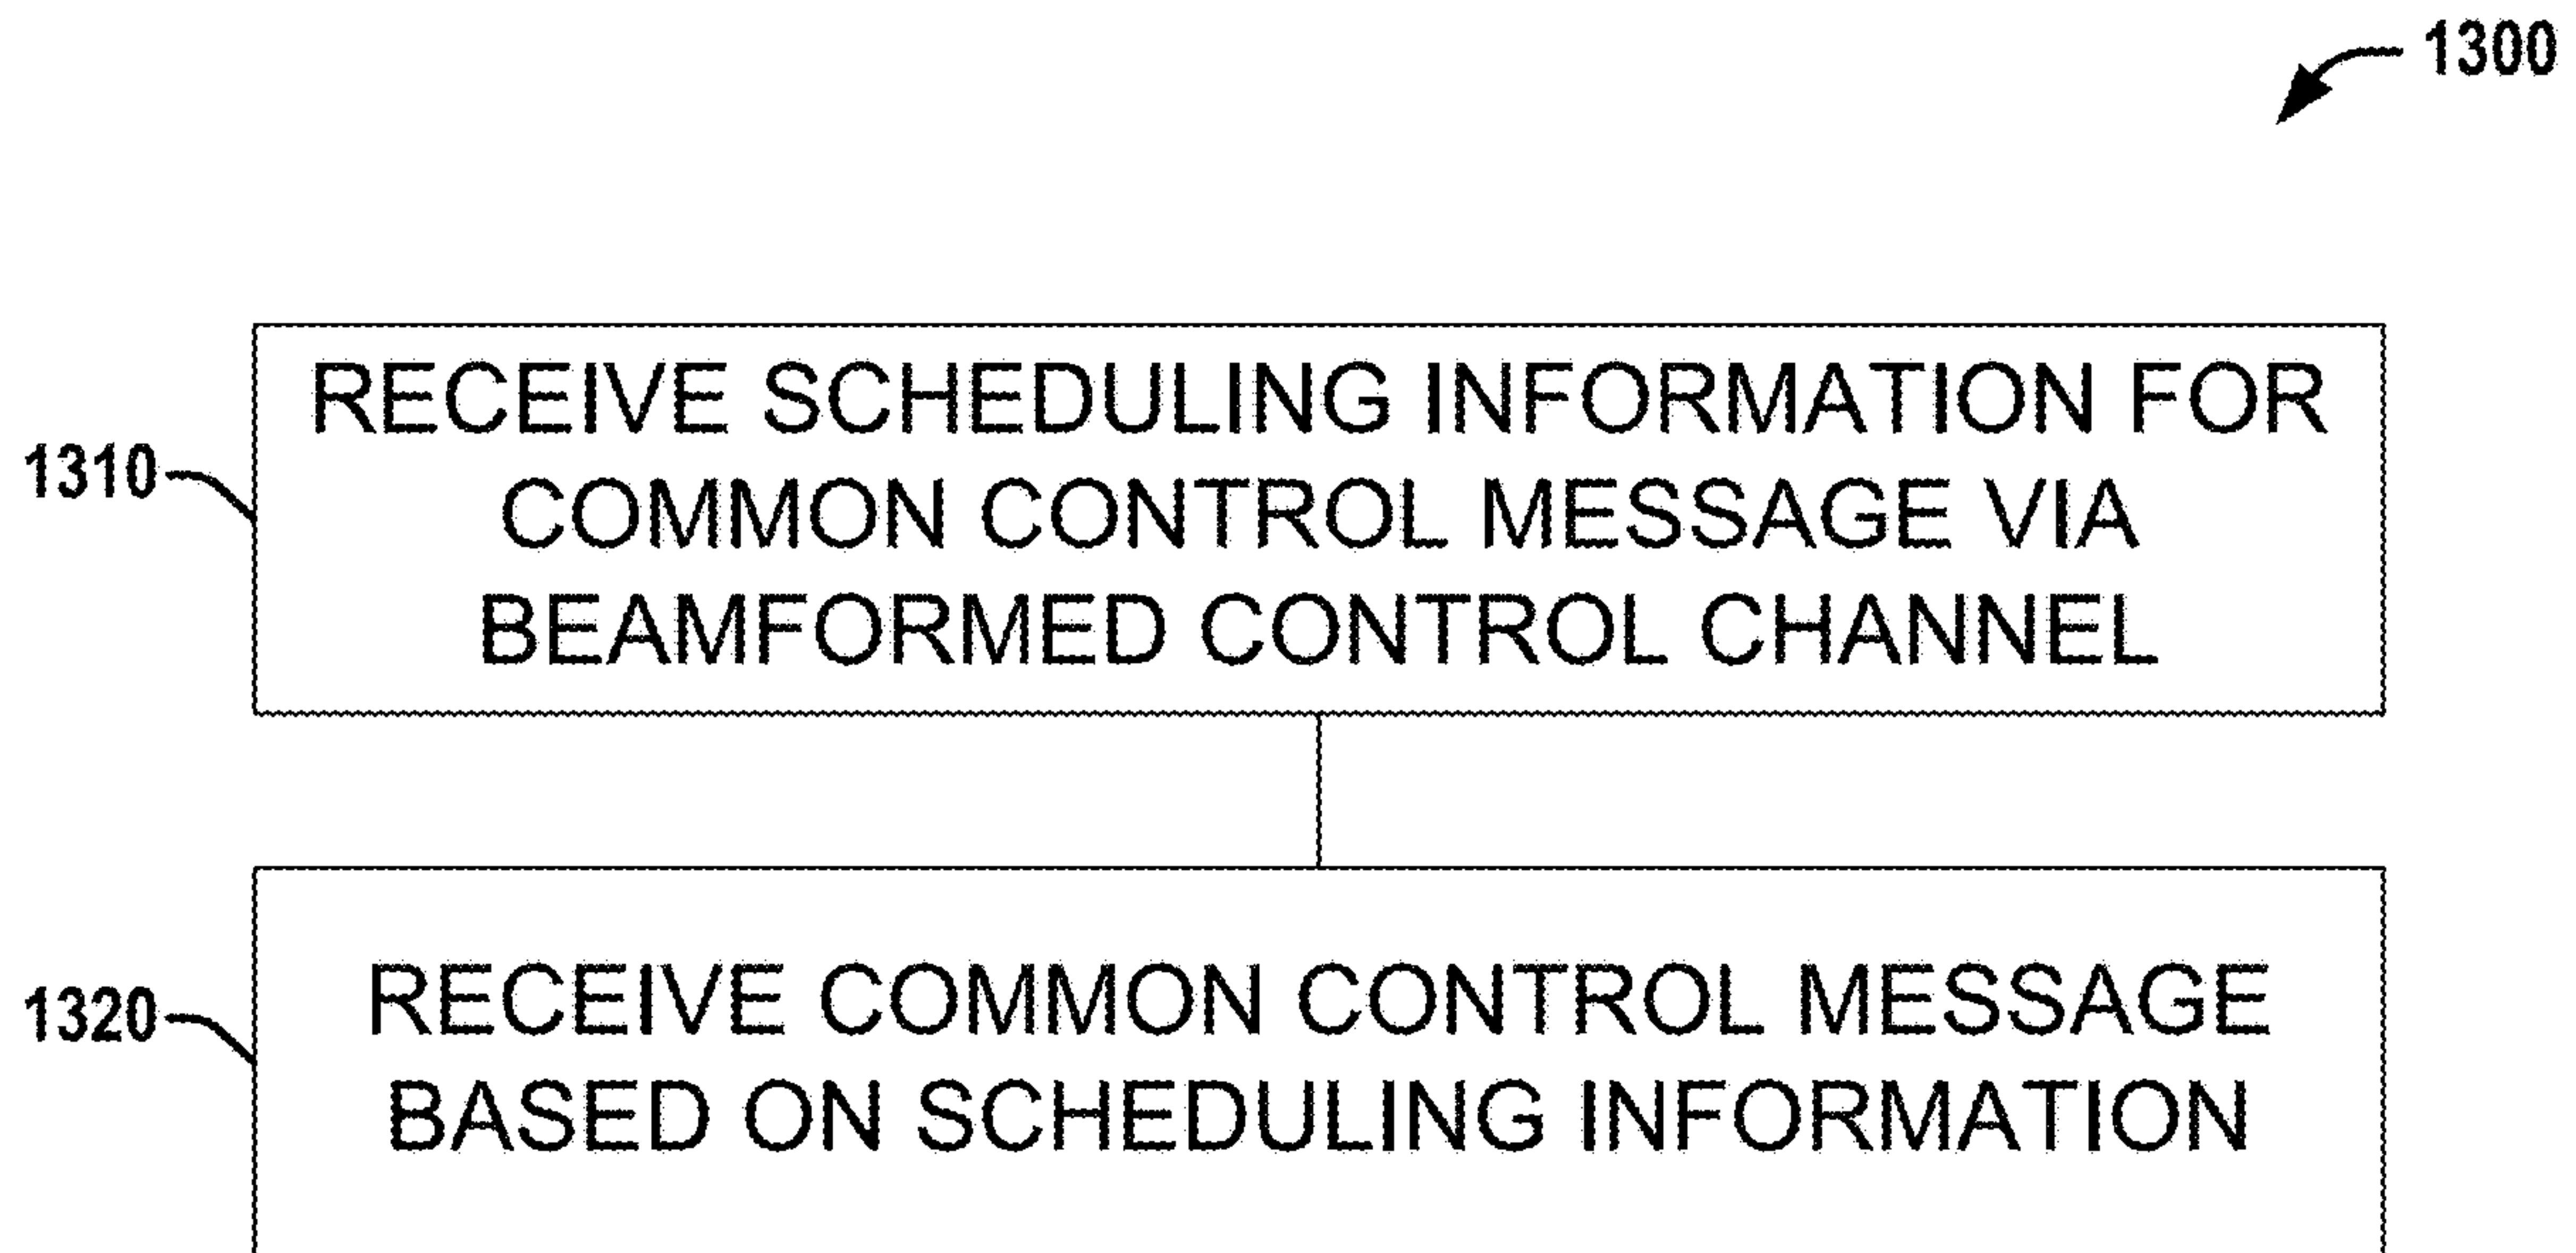 1300
1310
RECEIVE SCHEDULING INFORMATION FOR
COMMON CONTROL MESSAGE VIA
BEAMFORMED CONTROL CHANNEL
1320
RECEIVE COMMON CONTROL MESSAGE
BASED ON SCHEDULING INFORMATION